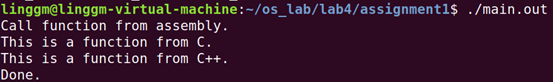 linggm@linggm-virtual-machine:~/os_lab/lab4/assignment1$ ./main.out
Call function from assembly.
This is a function from C.
This is a function from C++.
Done.